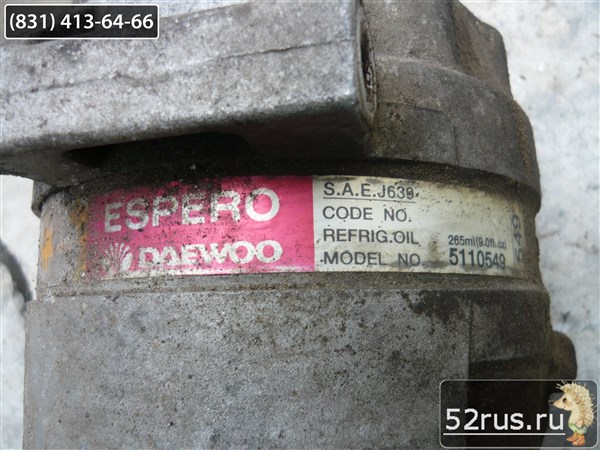 (831) 413-64-66
ESPERO
DAEWOO
S.A.E.J639
CODE NO.
REFRIG.OIL 265ml(9.0fl.oz)
MODEL NO. 5110549
549
52rus.ru